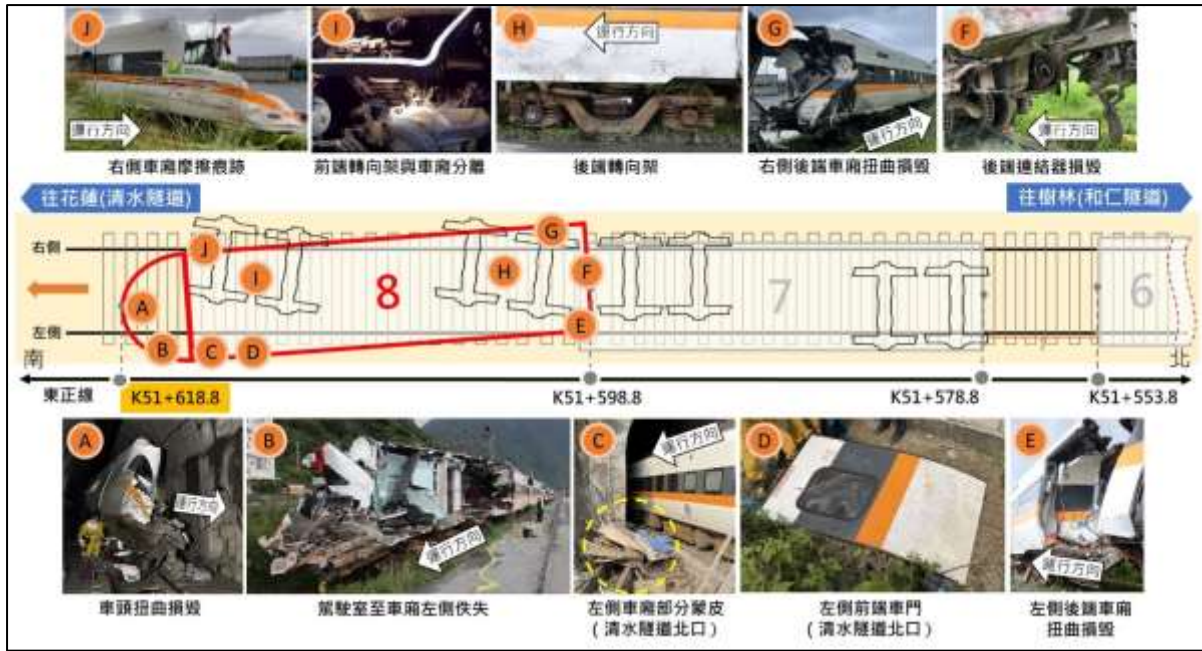 J
I
H
G
F
運行方向
運行方向
運行方向
運行方向
右側車廂摩擦痕跡
前端轉向架與車廂分離
後端轉向架
右側後端車廂扭曲損毀
後端連結器損毀
往花蓮(清水隧道)
往樹林(和仁隧道)
右側
J
I
H
G
F
A
8
7
6
左側
B
C
D
E
南
北
東正線
K51+618.8
K51+598.8
K51+578.8
K51+553.8
A
B
C
D
E
運行方向
運行方向
運行方向
運行方向
車頭扭曲損毀
駕駛室至車廂左側佚失
左側車廂部分蒙皮
(清水隧道北口)
左側前端車門
(清水隧道北口)
左側後端車廂
扭曲損毀